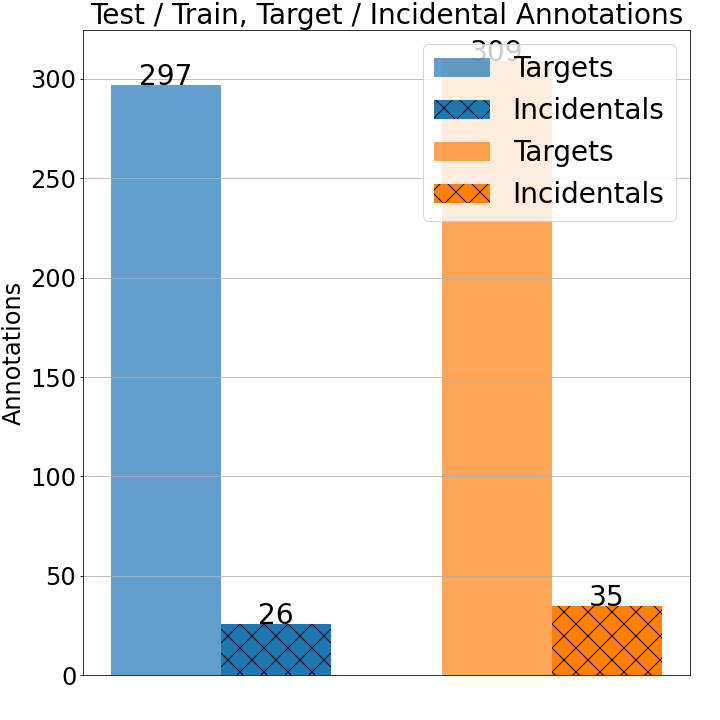 Test / Train, Target / Incidental Annotations
Annotations
300
250
200
150
100
50
0
297
26
309
35
Targets
Incidentals
Targets
Incidentals